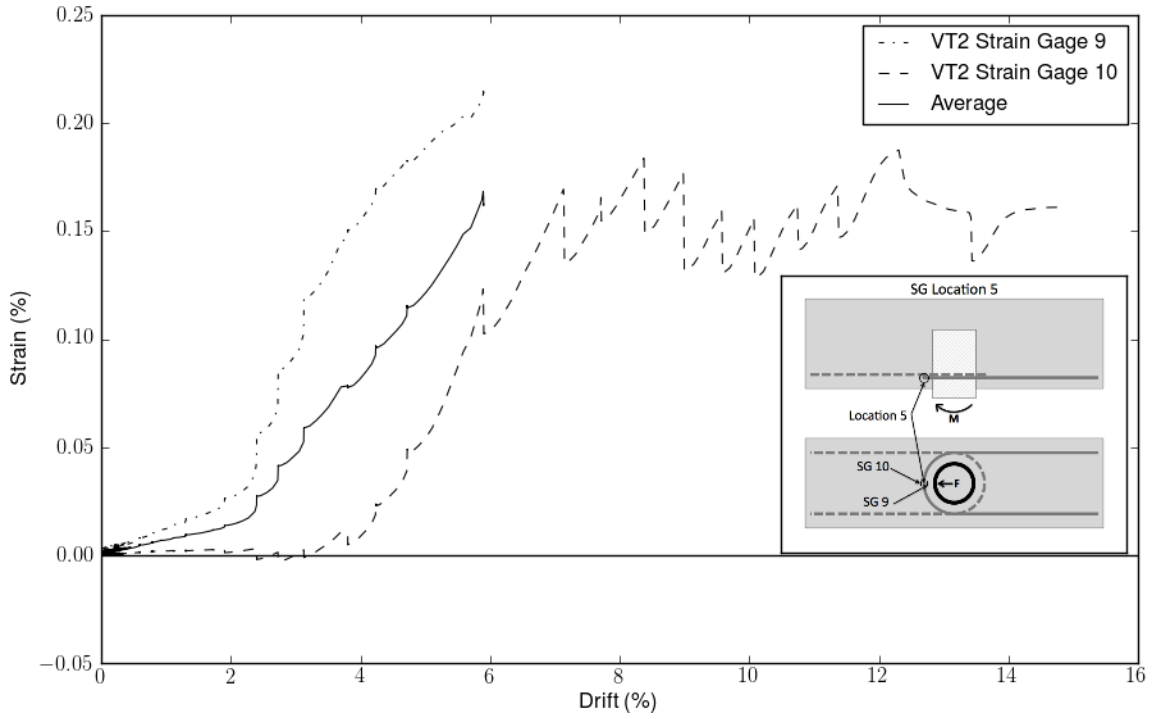 0.25
0.20
0.15
0.10
0.05
0.00
−0.05
Strain (%)
0
2
4
6
8
10
12
14
16
Drift (%)
VT2 Strain Gage 9
VT2 Strain Gage 10
Average
SG Location 5
M
Location 5
SG 10
F
SG 9